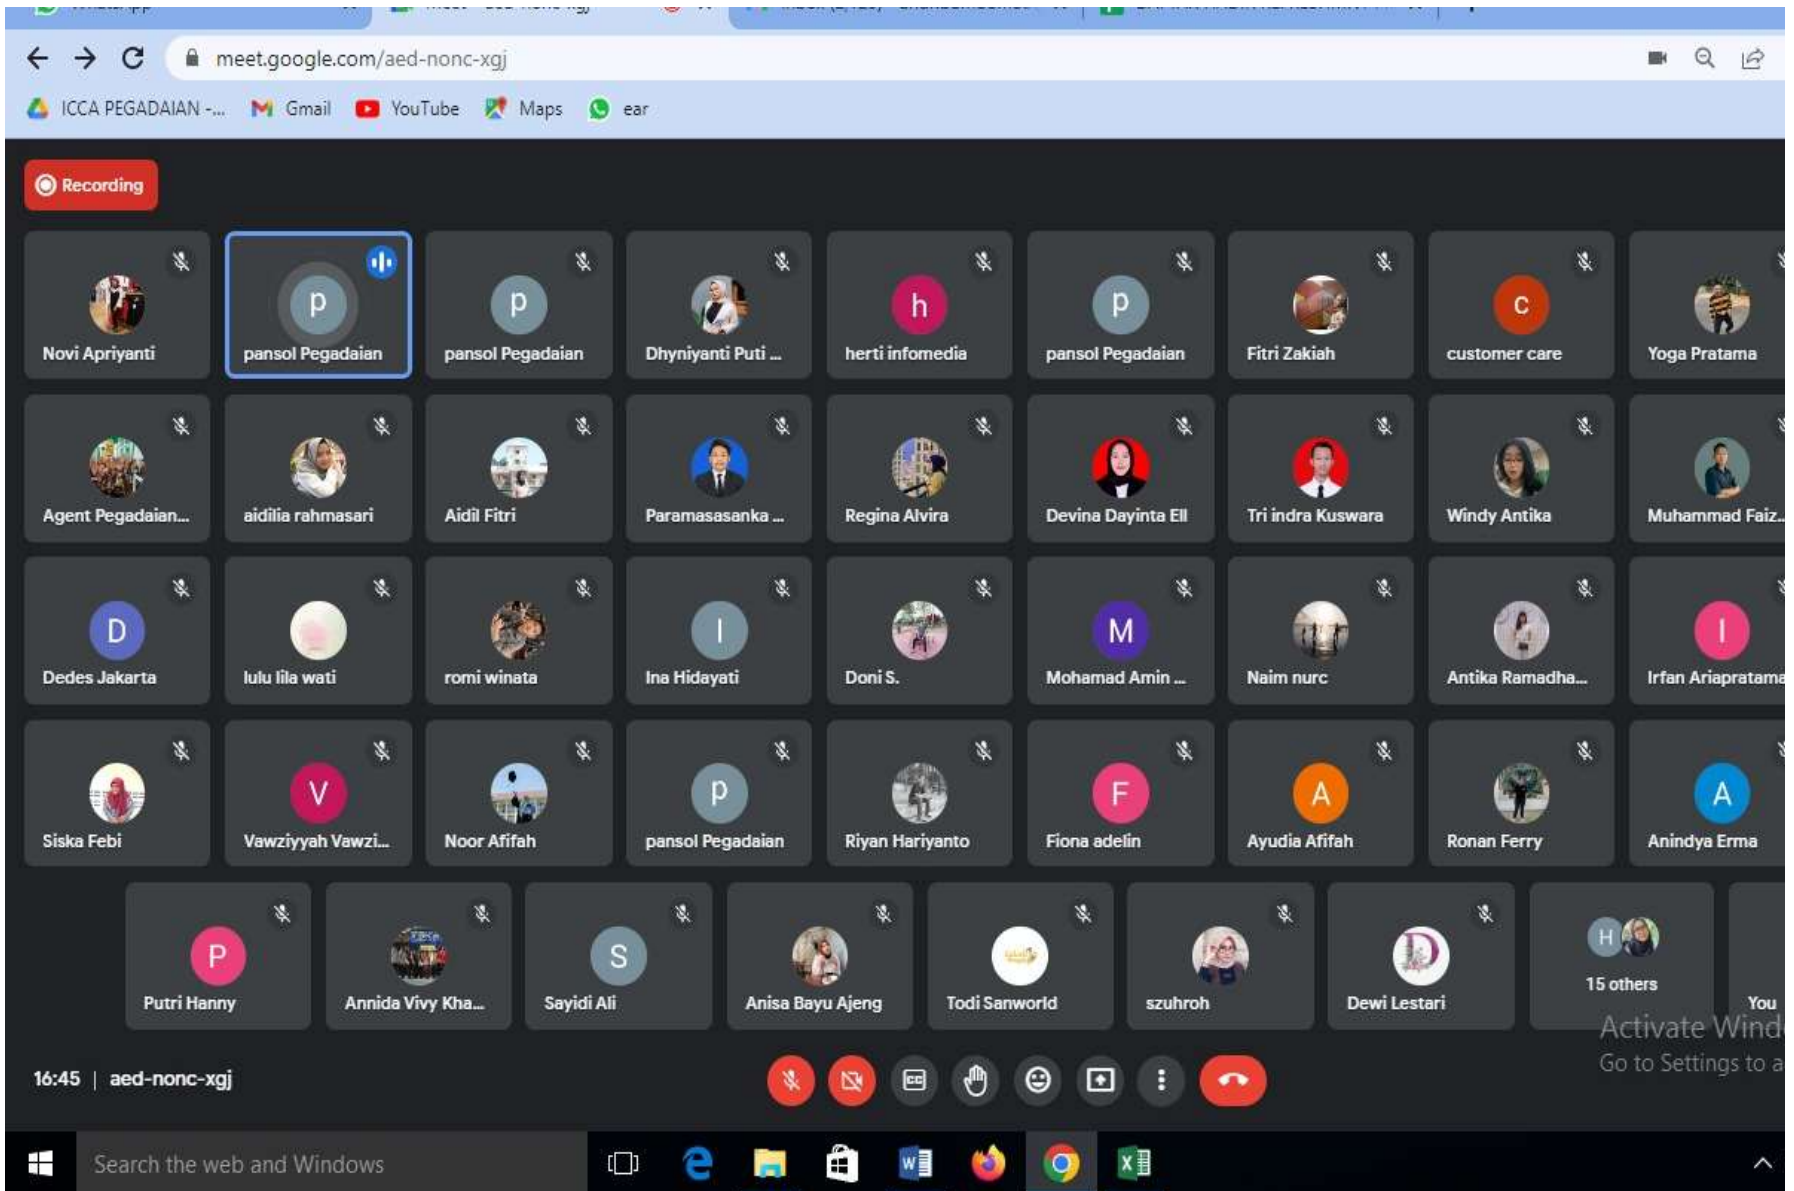 meet.google.com/aed-nonc-xgj
ICCA PEGADAIAN -... Gmail YouTube Maps ear
Recording
Novi Apriyanti p pansol Pegadaian p pansol Pegadaian Dhyniyanti Puti ... h herti infomedia p pansol Pegadaian Fitri Zakiah c customer care Yoga Pratama
Agent Pegadaian... aidilia rahmasari Aidil Fitri Paramasasanka ... Regina Alvira Devina Dayinta Ell Tri indra Kuswara Windy Antika Muhammad Faiz...
D Dedes Jakarta lulu lila wati romi winata I Ina Hidayati Doni S. M Mohamad Amin ... Naim nurc Antika Ramadha... I Irfan Ariapratama
Siska Febi V Vawziyyah Vawzi... Noor Afifah p pansol Pegadaian Riyan Hariyanto F Fiona adelin A Ayudia Afifah Ronan Ferry A Anindya Erma
P Putri Hanny Annida Vivy Kha... S Sayidi Ali Anisa Bayu Ajeng Todi Sanworld szuhroh D Dewi Lestari H 15 others You
Activate Wind
Go to Settings to a
16:45 | aed-nonc-xgj
Search the web and Windows